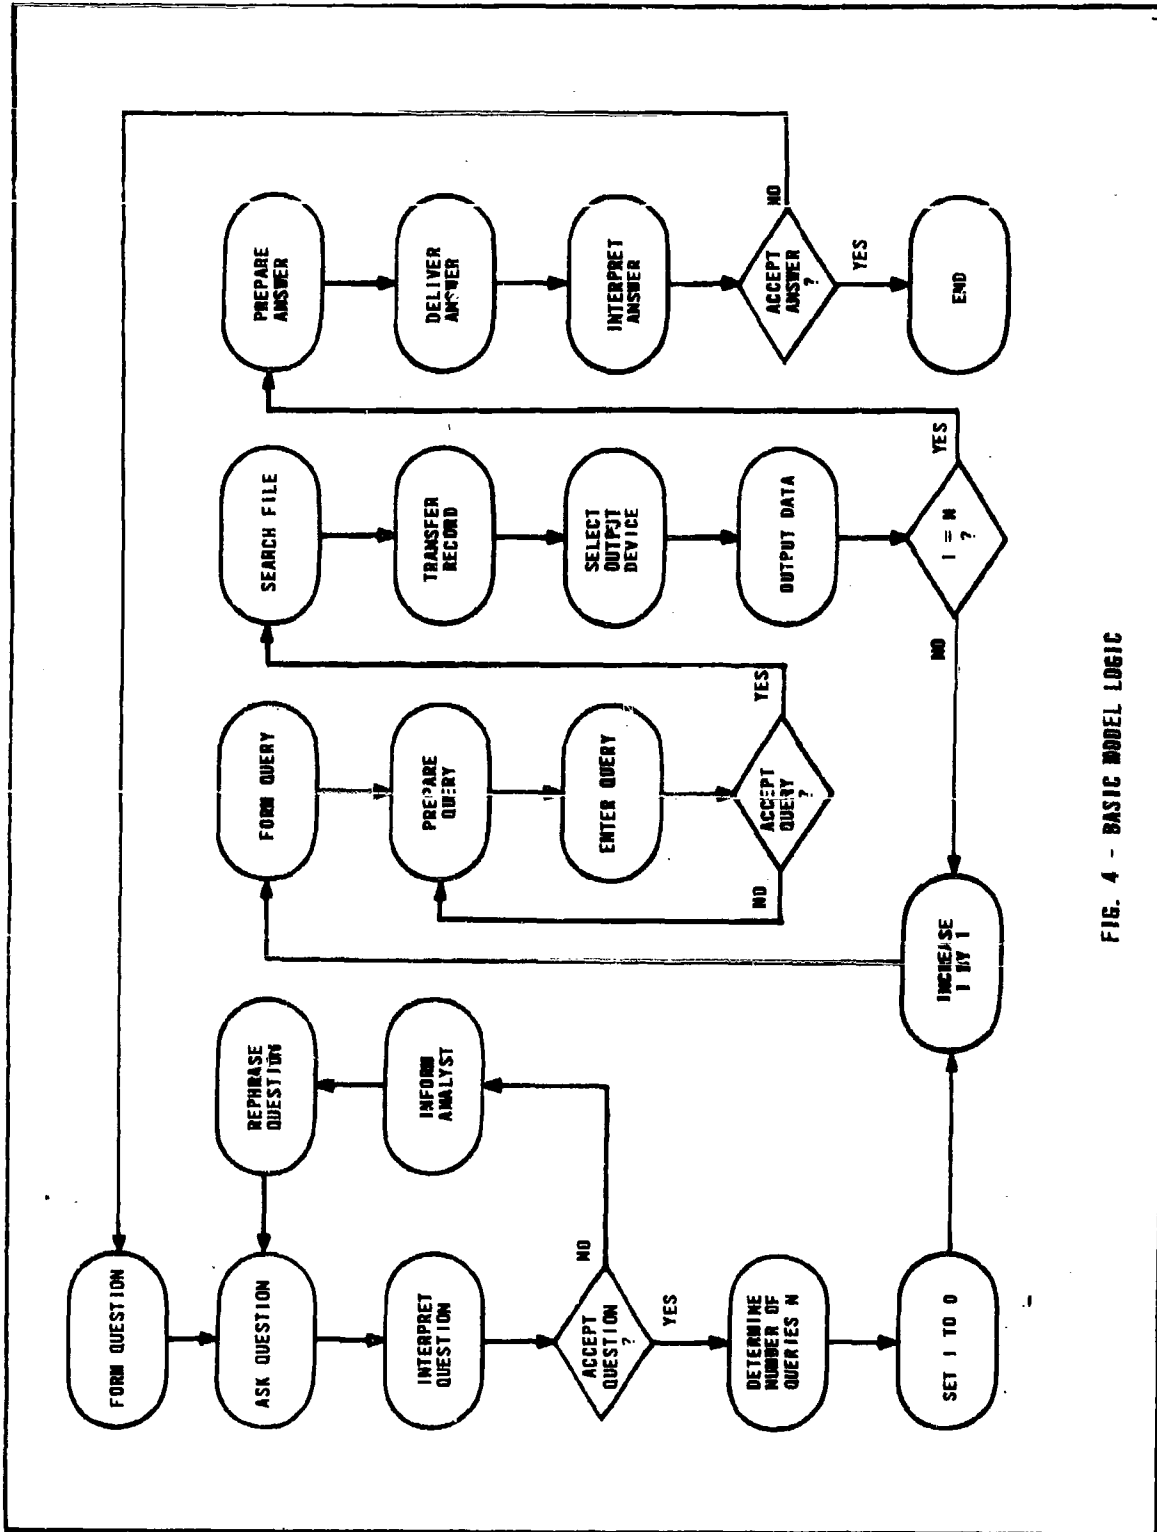 FORM QUESTION
ASK QUESTION
INTERPRET
QUESTION
ACCEPT
QUESTION
?
NO
YES
DETERMINE
NUMBER OF
QUERIES N
SET I TO 0
REPHRASE
QUESTION
INFORM
ANALYST
INCREASE
I BY 1
FORM QUERY
PREPARE
QUERY
ENTER QUERY
ACCEPT
QUERY
?
NO
YES
SEARCH FILE
TRANSFER
RECORD
SELECT
OUTPUT
DEVICE
OUTPUT DATA
I = N
?
NO
YES
PREPARE
ANSWER
DELIVER
ANSWER
INTERPRET
ANSWER
ACCEPT
ANSWER
?
NO
YES
END
FIG. 4 - BASIC MODEL LOGIC